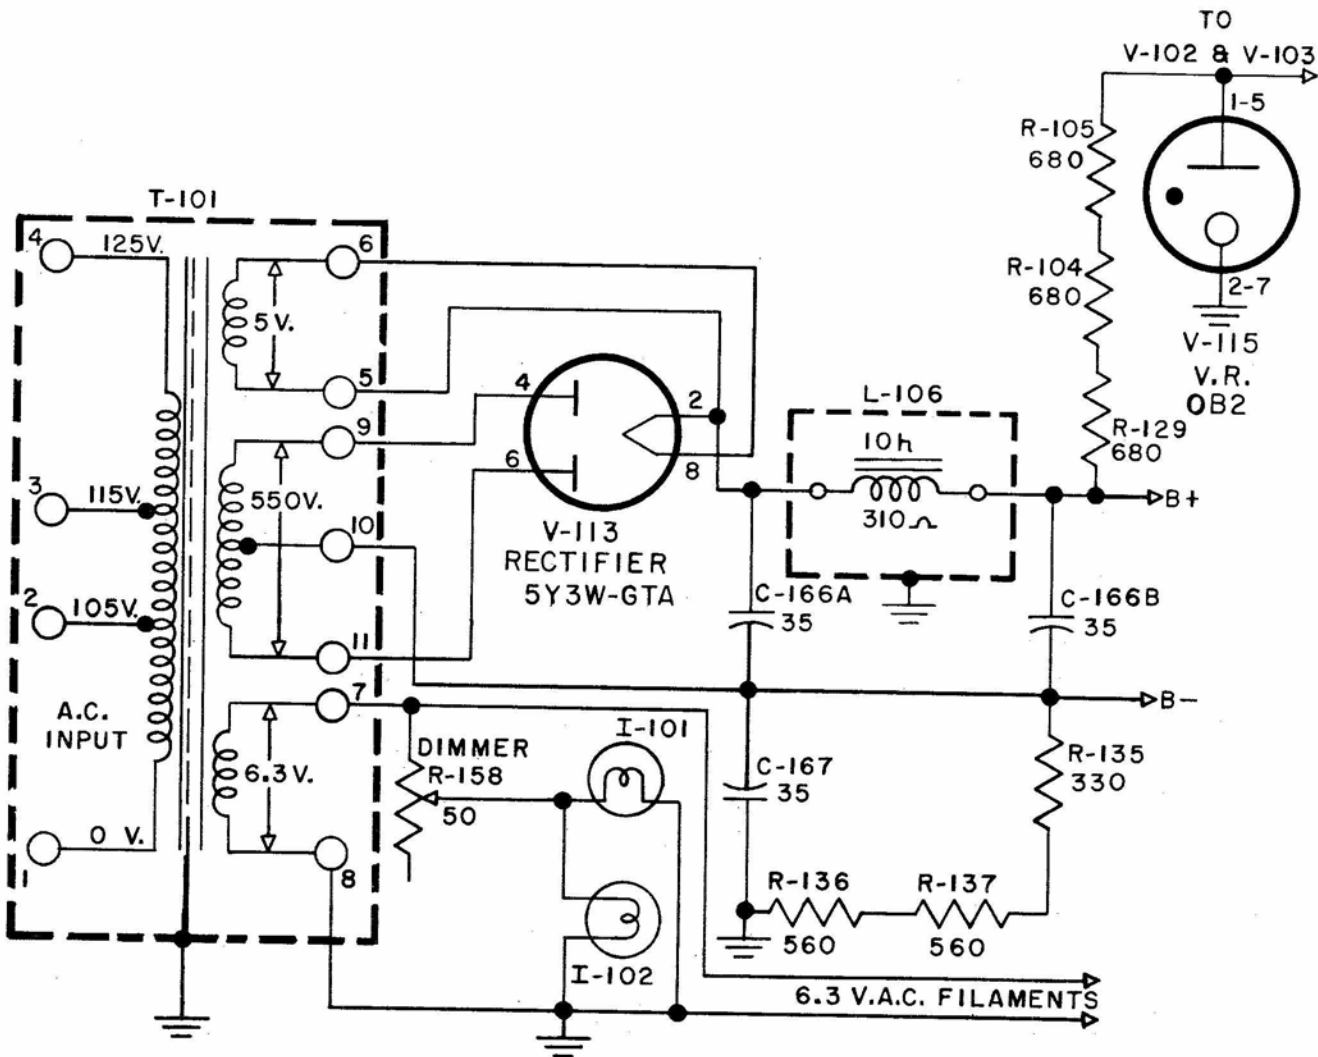 TO
V-102 & V-103
1-5
R-105
680
R-104
680
2-7
V-115
V.R.
OB2
R-129
680
T-101
4
125V.
6
5V.
5
3
115V.
9
550V.
10
2
105V.
11
A.C.
INPUT
7
6.3V.
1
0 V.
8
4
6
2
8
V-113
RECTIFIER
5Y3W-GTA
L-106
10h
310Ω
B+
C-166A
35
C-166B
35
B-
DIMMER
R-158
50
I-101
I-102
C-167
35
R-135
330
R-136
560
R-137
560
6.3 V.A.C. FILAMENTS